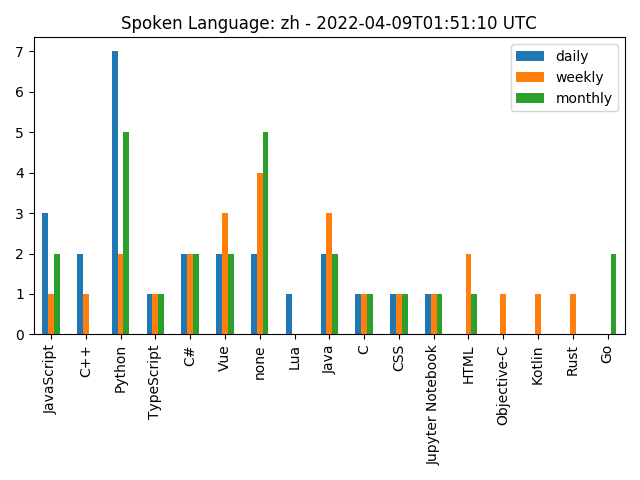 Spoken Language: zh - 2022-04-09T01:51:10 UTC
daily
weekly
monthly
7
6
5
4
3
2
1
0
JavaScript
C++
Python
TypeScript
C#
Vue
none
Lua
Java
C
CSS
Jupyter Notebook
HTML
Objective-C
Kotlin
Rust
Go